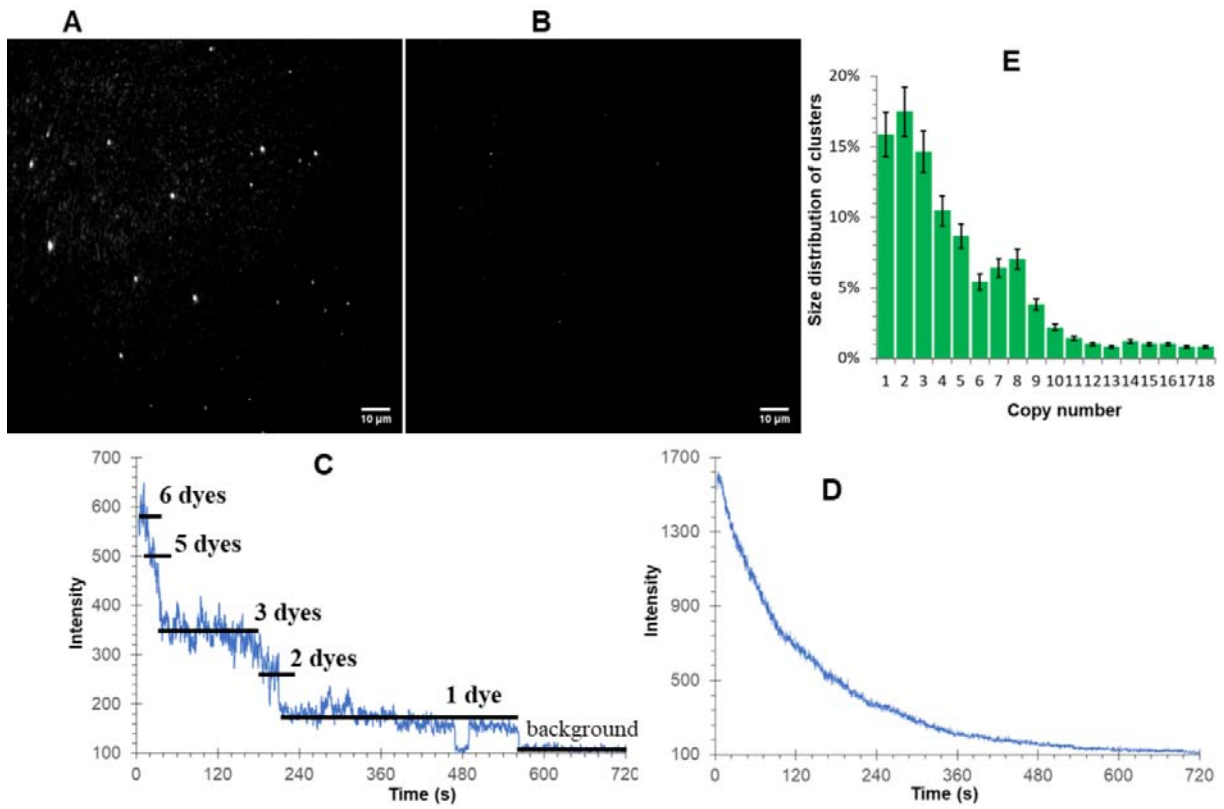 A
B
10 μm
10 μm
E
Size distribution of clusters
20%
15%
10%
5%
0%
1 2 3 4 5 6 7 8 9 10 11 12 13 14 15 16 17 18
Copy number
C
Intensity
700
600
500
400
300
200
100
6 dyes
5 dyes
3 dyes
2 dyes
1 dye
background
0 120 240 360 480 600 720
Time (s)
D
Intensity
1700
1300
900
500
100
0 120 240 360 480 600 720
Time (s)